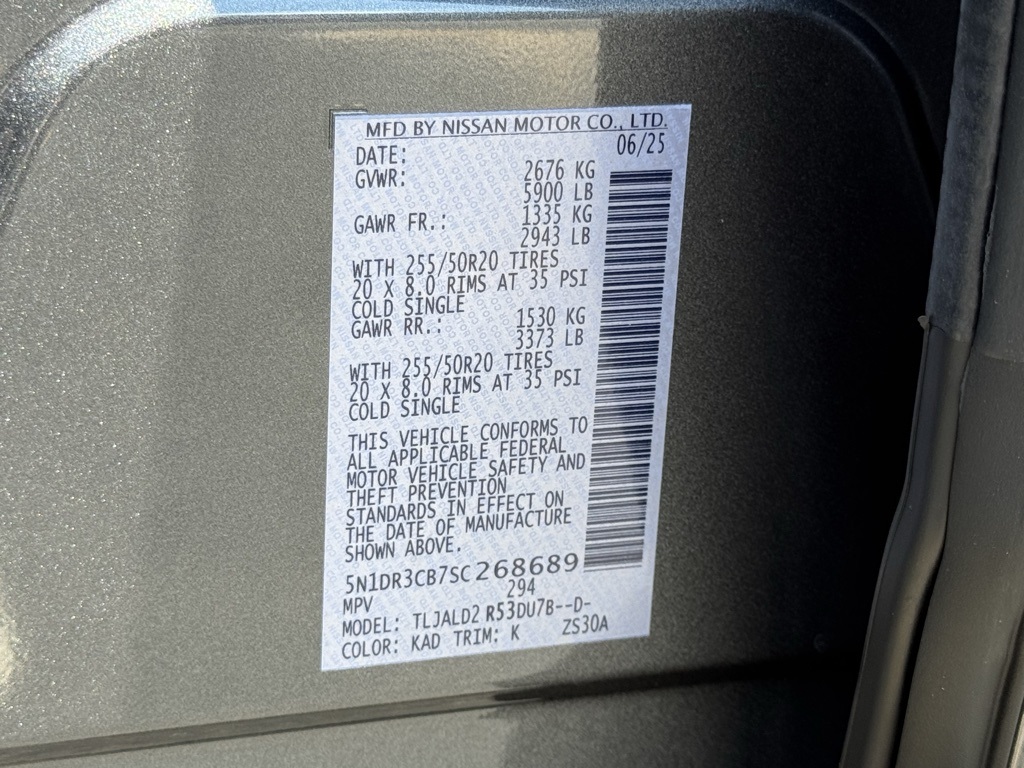 MFD BY NISSAN MOTOR CO., LTD.
DATE: 06/25
GVWR: 2676 KG
5900 LB
GAWR FR.: 1335 KG
2943 LB
WITH 255/50R20 TIRES
20 X 8.0 RIMS AT 35 PSI
COLD SINGLE
GAWR RR.: 1530 KG
3373 LB
WITH 255/50R20 TIRES
20 X 8.0 RIMS AT 35 PSI
COLD SINGLE
THIS VEHICLE CONFORMS TO
ALL APPLICABLE FEDERAL
MOTOR VEHICLE SAFETY AND
THEFT PREVENTION
STANDARDS IN EFFECT ON
THE DATE OF MANUFACTURE
SHOWN ABOVE.
5N1DR3CB7SC268689
MPV 294
MODEL: TLJALD2 R53DU7B--D-
COLOR: KAD TRIM: K ZS30A